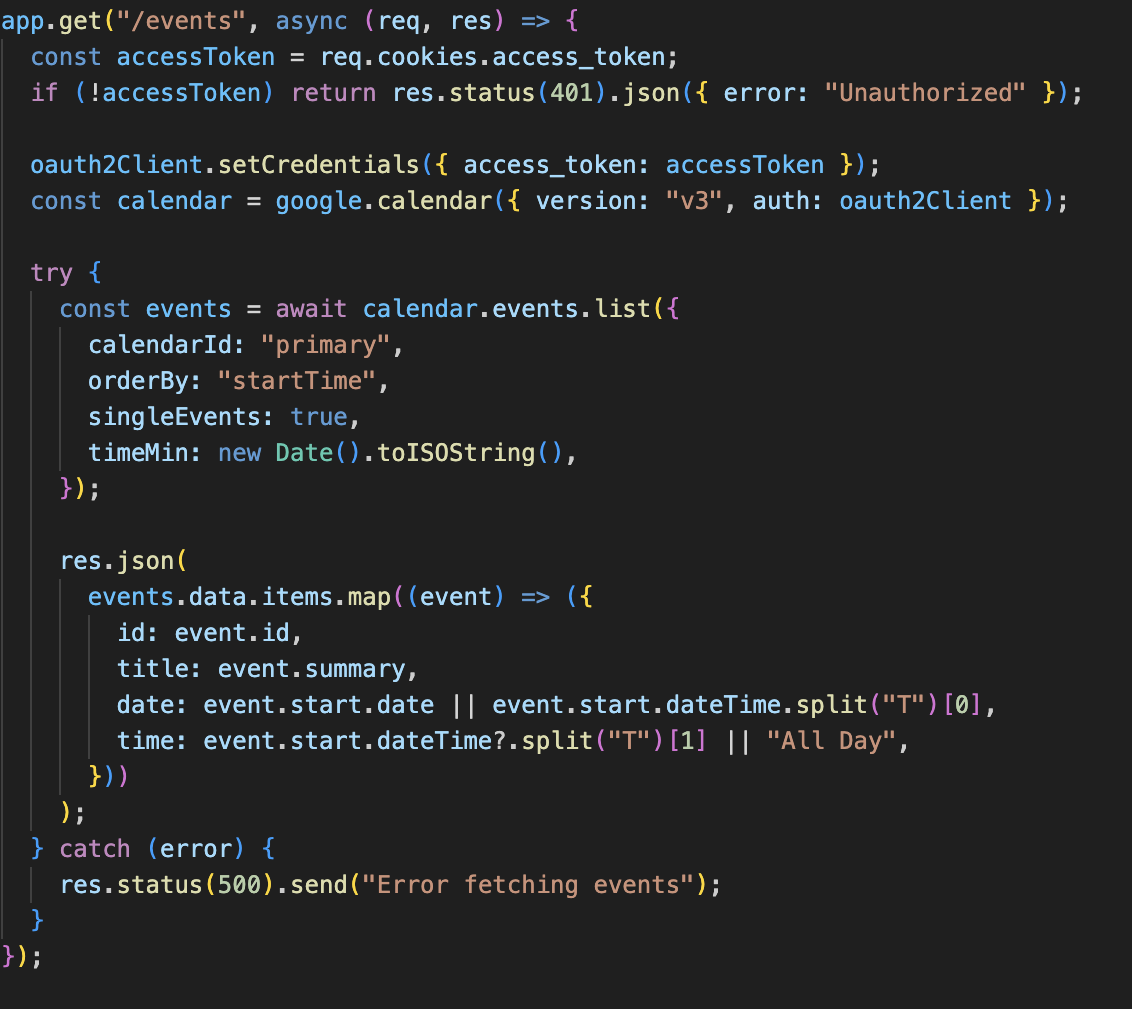 app.get("/events", async (req, res) => {
  const accessToken = req.cookies.access_token;
  if (!accessToken) return res.status(401).json({ error: "Unauthorized" });

  oauth2Client.setCredentials({ access_token: accessToken });
  const calendar = google.calendar({ version: "v3", auth: oauth2Client });

  try {
    const events = await calendar.events.list({
      calendarId: "primary",
      orderBy: "startTime",
      singleEvents: true,
      timeMin: new Date().toISOString(),
    });

    res.json(
      events.data.items.map((event) => ({
        id: event.id,
        title: event.summary,
        date: event.start.date || event.start.dateTime.split("T")[0],
        time: event.start.dateTime?.split("T")[1] || "All Day",
      }))
    );
  } catch (error) {
    res.status(500).send("Error fetching events");
  }
});